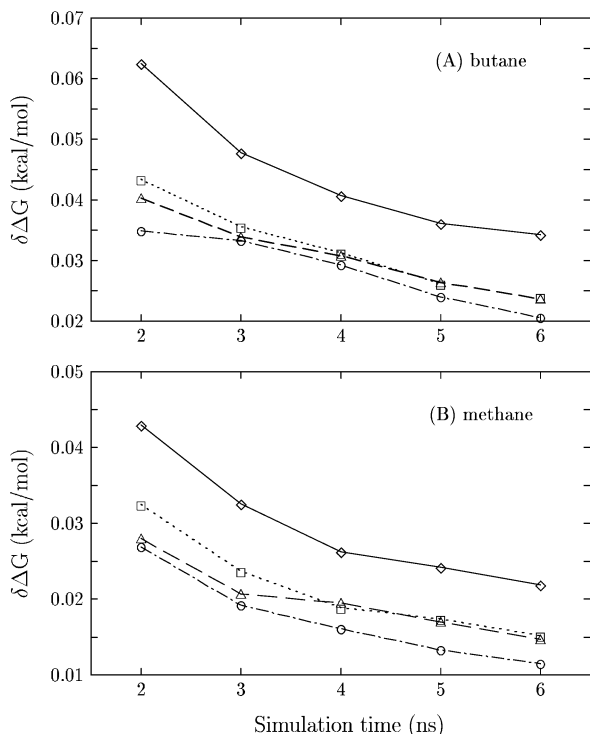 0.07
(A) butane
0.06
0.05
δΔG (kcal/mol)
0.04
0.03
0.02
2 3 4 5 6
0.05
(B) methane
0.04
δΔG (kcal/mol)
0.03
0.02
0.01
2 3 4 5 6
Simulation time (ns)